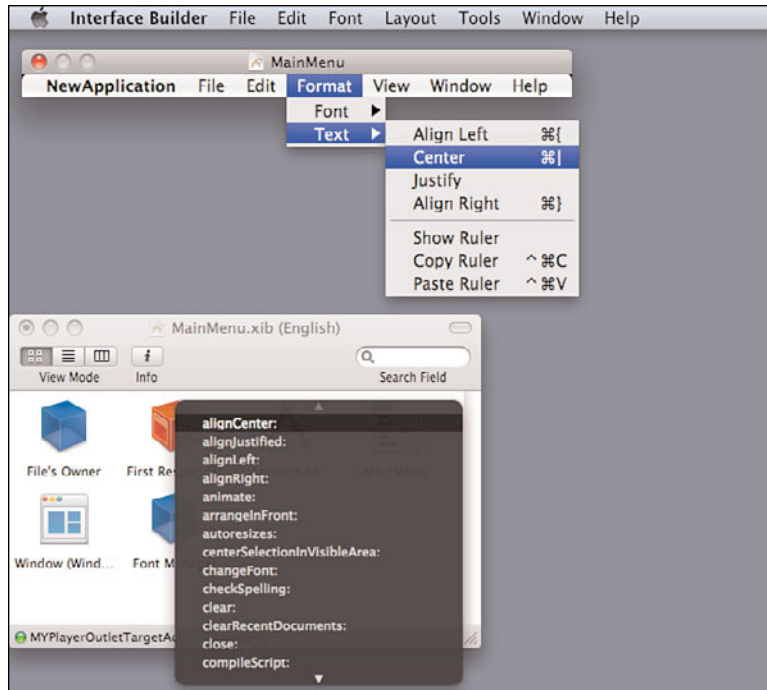 Interface Builder File Edit Font Layout Tools Window Help
MainMenu
NewApplication File Edit Format View Window Help
Font
Text
Align Left ⌘{
Center ⌘|
Justify
Align Right ⌘}
Show Ruler
Copy Ruler ^⌘C
Paste Ruler ^⌘V
MainMenu.xib (English)
View Mode Info Search Field
File's Owner First Res
MainMenu
Window (Wind... Font M
alignCenter:
alignJustified:
alignLeft:
alignRight:
animate:
arrangeInFront:
autoresizes:
centerSelectionInVisibleArea:
changeFont:
checkSpelling:
clear:
clearRecentDocuments:
close:
compileScript:
MYPlayerOutletTargetAc